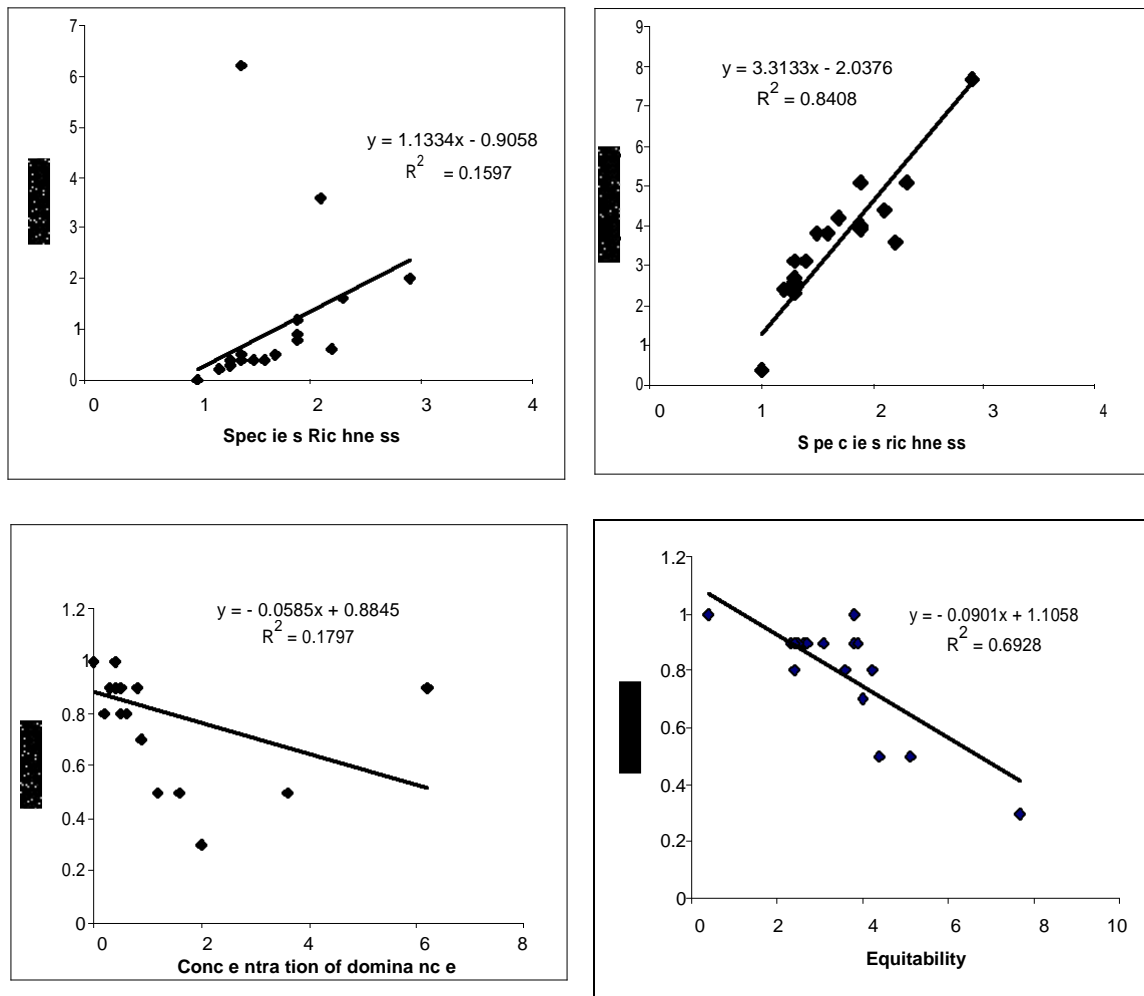 7
6
5
4
3
2
1
0
y = 1.1334x - 0.9058
R2 = 0.1597
0 1 2 3 4
Spec ie s Ric hne ss
9
8
7
6
5
4
3
2
1
0
y = 3.3133x - 2.0376
R2 = 0.8408
0 1 2 3 4
S pe c ie s ric hne ss
1.2
1
0.8
0.6
0.4
0.2
0
y = - 0.0585x + 0.8845
R2 = 0.1797
0 2 4 6 8
Conc e ntra tion of domina nc e
1.2
1
0.8
0.6
0.4
0.2
0
y = -0.0901x + 1.1058
R2 = 0.6928
0 2 4 6 8 10
Equitability